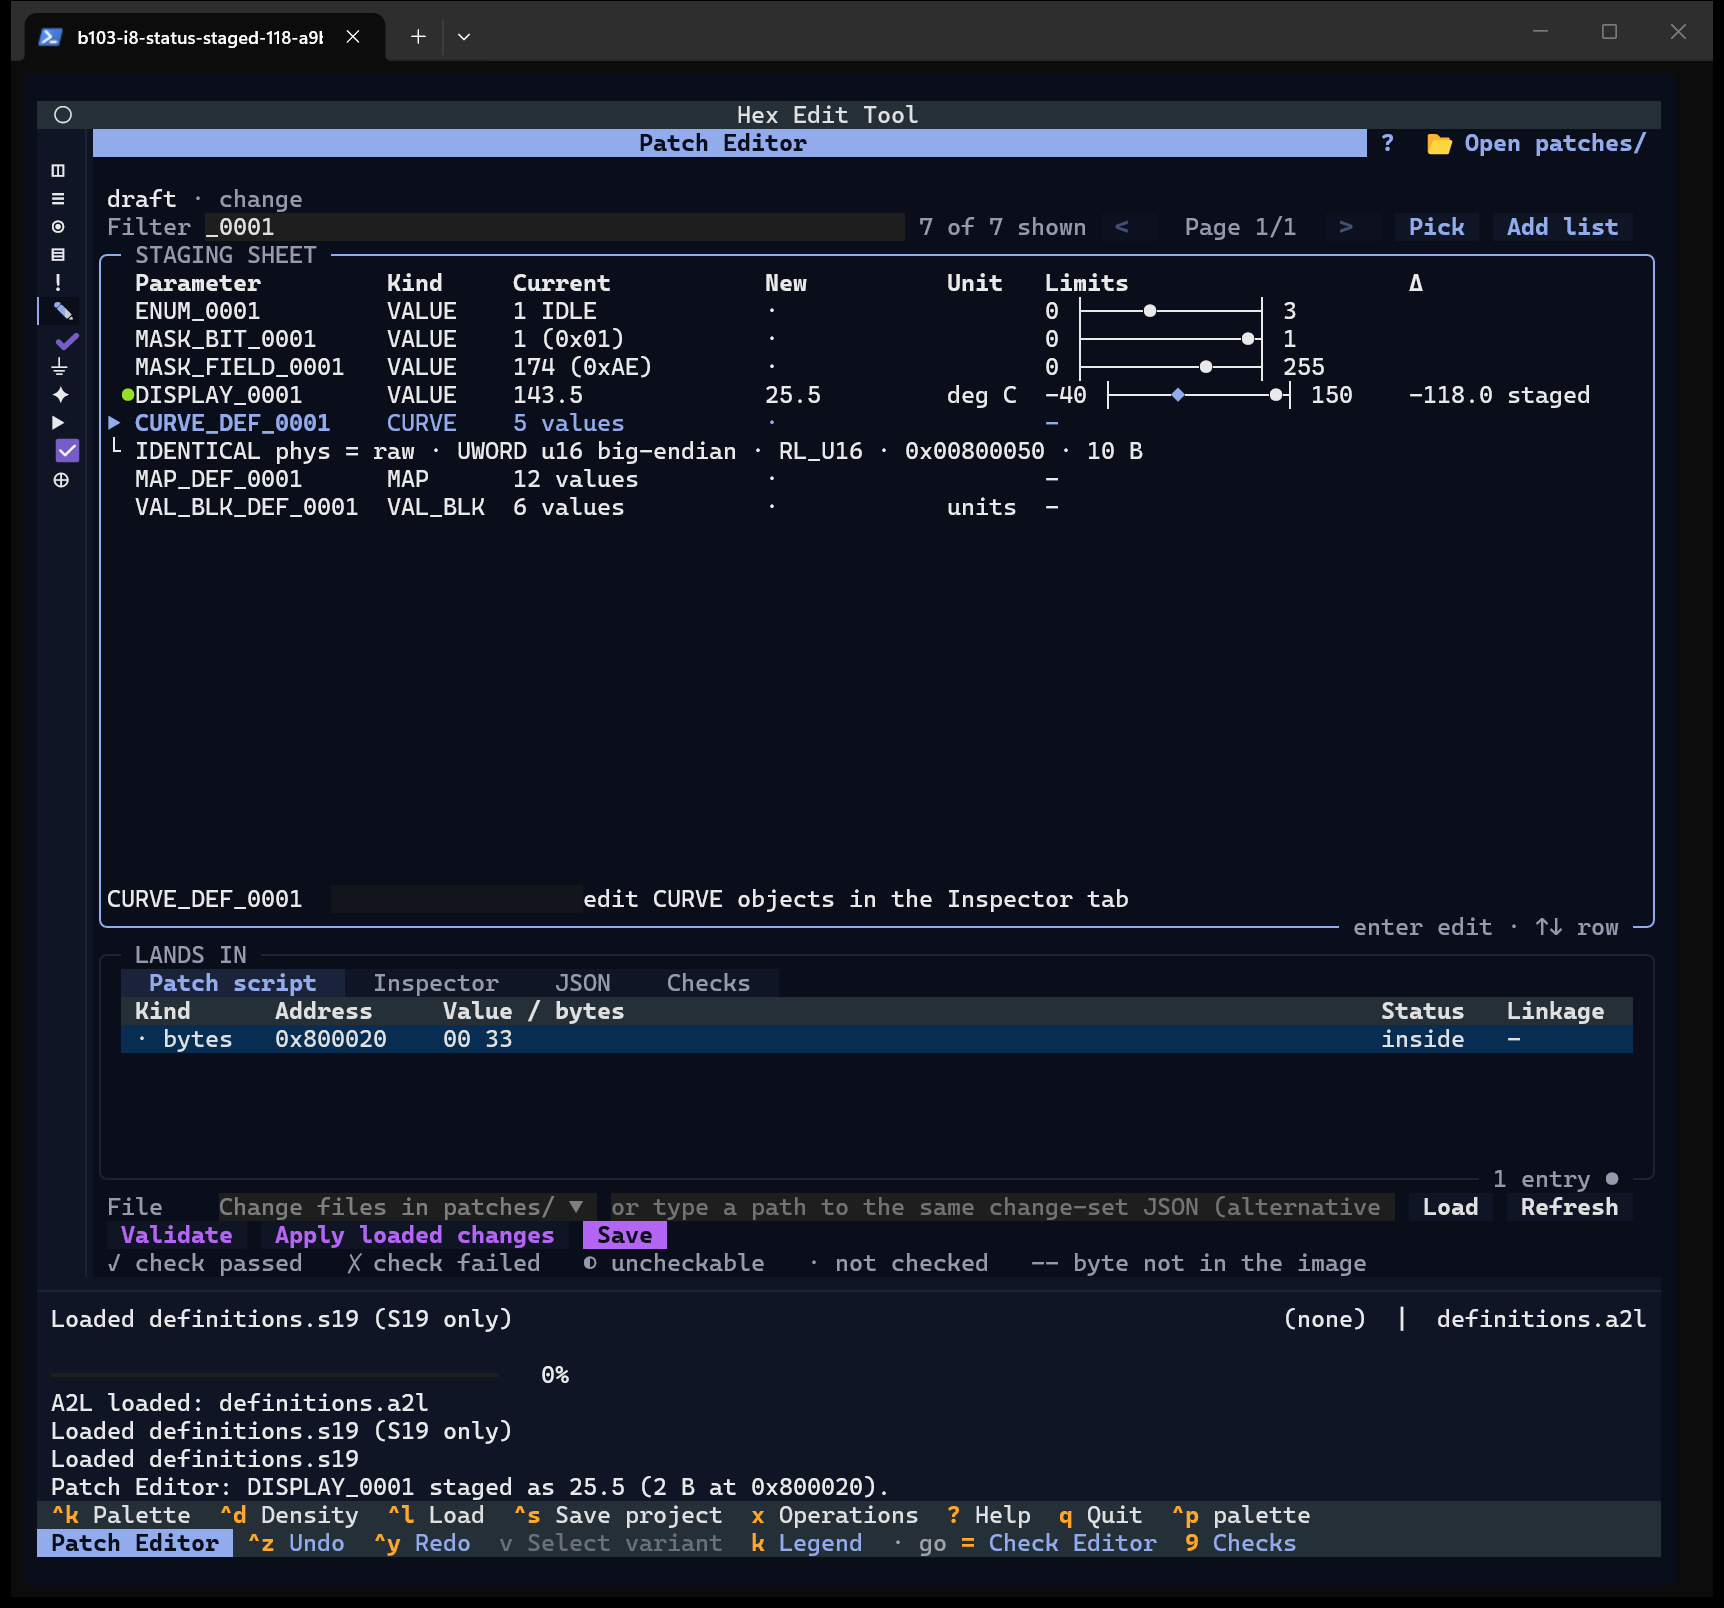 b103-i8-status-staged-118-a9b
Hex Edit Tool
Patch Editor ? Open patches/
draft · change
Filter _0001 7 of 7 shown < Page 1/1 > Pick Add list
STAGING SHEET
Parameter Kind Current New Unit Limits Δ
ENUM_0001 VALUE 1 IDLE · 0 3
MASK_BIT_0001 VALUE 1 (0x01) · 0 1
MASK_FIELD_0001 VALUE 174 (0xAE) · 0 255
DISPLAY_0001 VALUE 143.5 25.5 deg C -40 150 -118.0 staged
CURVE_DEF_0001 CURVE 5 values · -
IDENTICAL phys = raw · UWORD u16 big-endian · RL_U16 · 0x00800050 · 10 B
MAP_DEF_0001 MAP 12 values · -
VAL_BLK_DEF_0001 VAL_BLK 6 values · units -
CURVE_DEF_0001 edit CURVE objects in the Inspector tab
enter edit · ↑↓ row
LANDS IN
Patch script Inspector JSON Checks
Kind Address Value / bytes Status Linkage
· bytes 0x800020 00 33 inside -
1 entry ●
File Change files in patches/ ▼ or type a path to the same change-set JSON (alternative Load Refresh
Validate Apply loaded changes Save
√ check passed ╳ check failed ◐ uncheckable · not checked -- byte not in the image
Loaded definitions.s19 (S19 only) (none) | definitions.a2l
0%
A2L loaded: definitions.a2l
Loaded definitions.s19 (S19 only)
Loaded definitions.s19
Patch Editor: DISPLAY_0001 staged as 25.5 (2 B at 0x800020).
^k Palette ^d Density ^l Load ^s Save project x Operations ? Help q Quit ^p palette
Patch Editor ^z Undo ^y Redo v Select variant k Legend · go = Check Editor 9 Checks